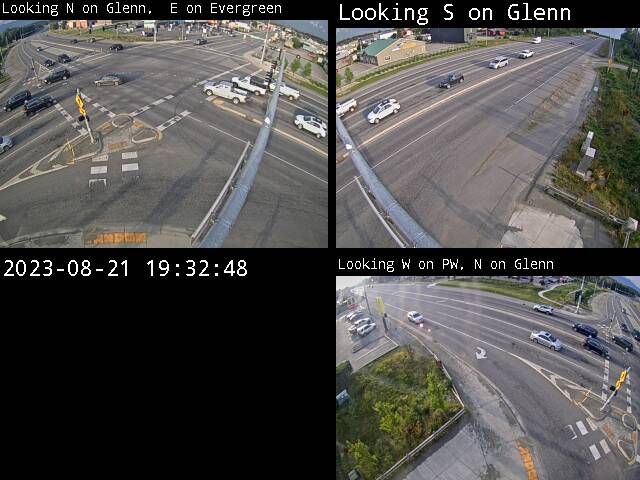 Looking N on Glenn,  E on Evergreen
Looking S on Glenn
2023-08-21 19:32:48
Looking W on PW, N on Glenn